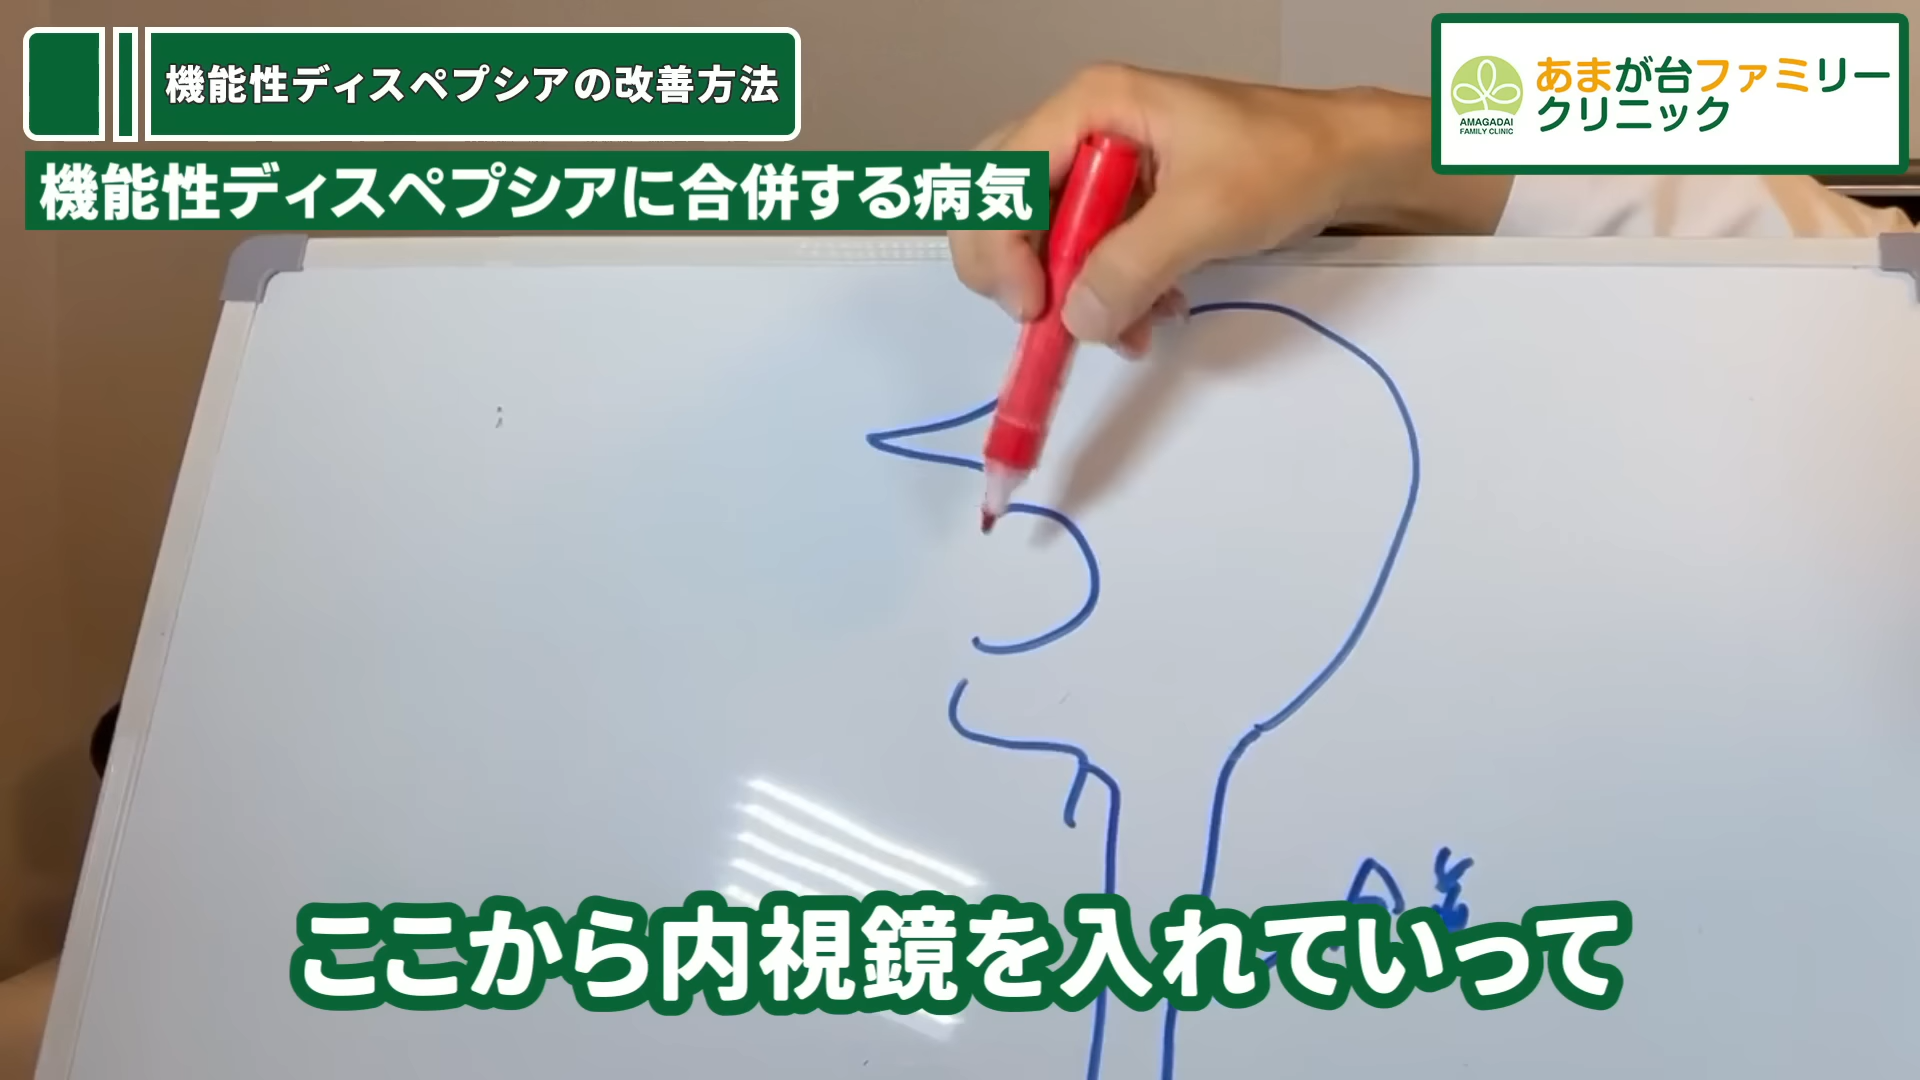 機能性ディスペプシアの改善方法
機能性ディスペプシアに合併する病気
AMAGADAI
FAMILY CLINIC
あまが台ファミリー
クリニック
ここから内視鏡を入れていって